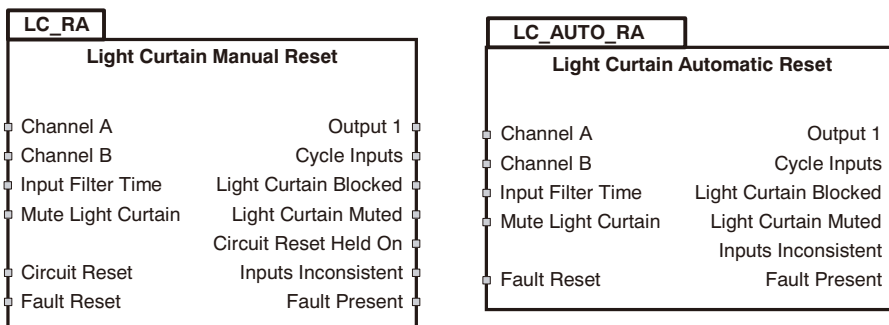 LC_RA
Light Curtain Manual Reset
Channel A Output 1
Channel B Cycle Inputs
Input Filter Time Light Curtain Blocked
Mute Light Curtain Light Curtain Muted
Circuit Reset Held On
Circuit Reset Inputs Inconsistent
Fault Reset Fault Present
LC_AUTO_RA
Light Curtain Automatic Reset
Channel A Output 1
Channel B Cycle Inputs
Input Filter Time Light Curtain Blocked
Mute Light Curtain Light Curtain Muted
Inputs Inconsistent
Fault Reset Fault Present